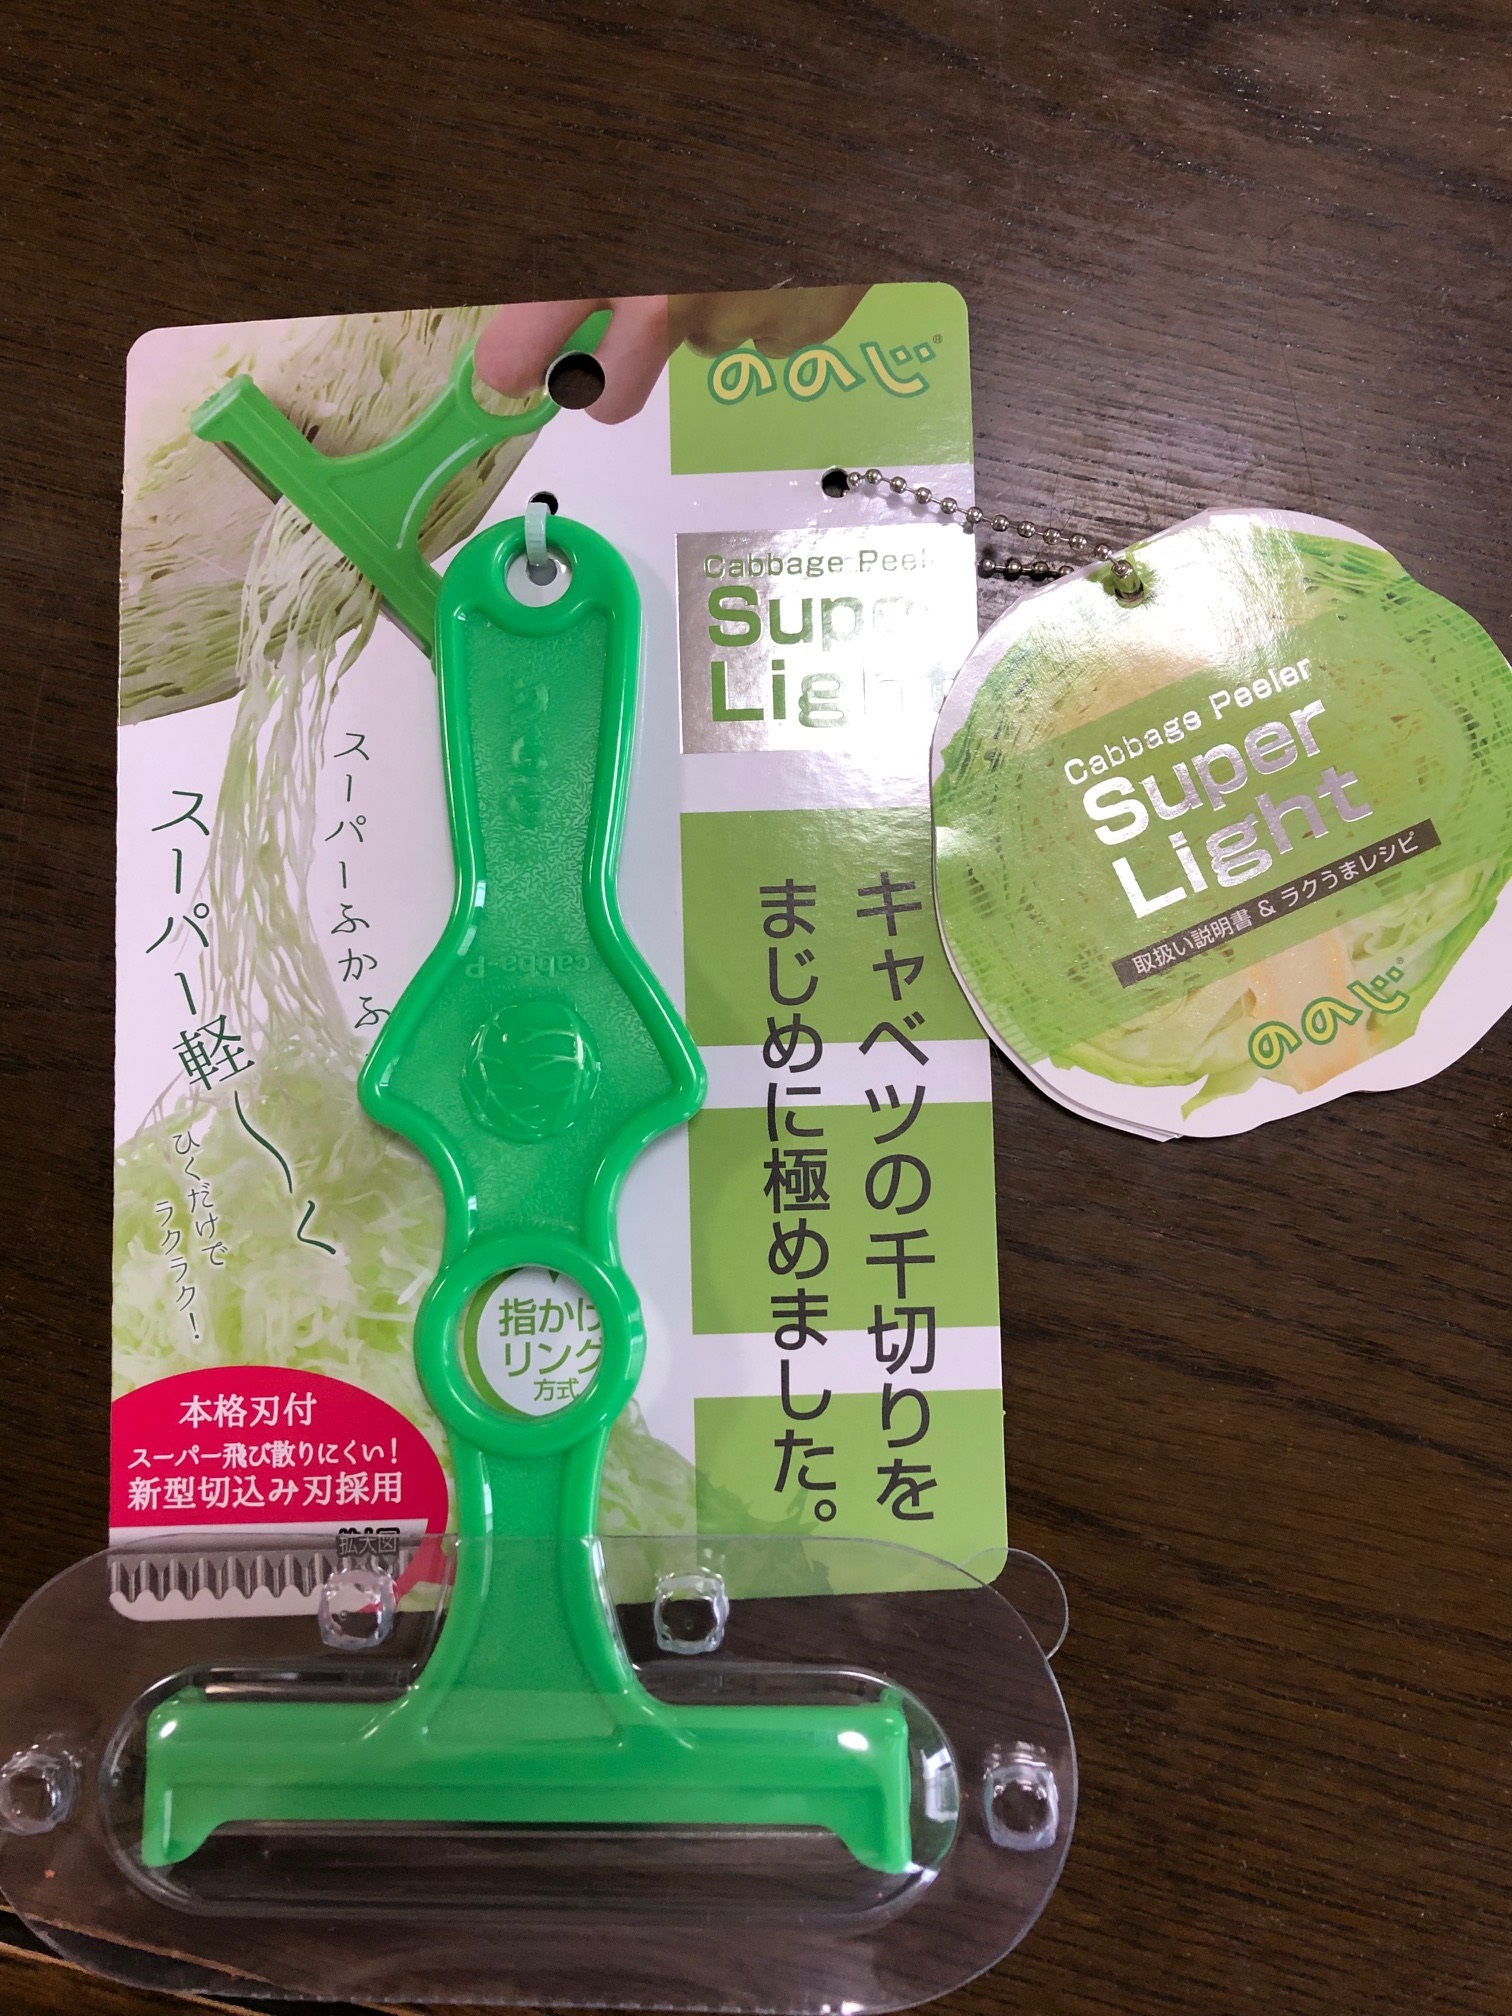 ののじ®
Cabbage Peel
Super
Light
キャベツの千切りを
まじめに極めました。
スーパーふかふ
スーパー軽〜く
ひくだけで
ラクラク!
cabba-P
指かけ
リング
方式
本格刃付
スーパー飛び散りにくい!
新型切込み刃採用
拡大図
Cabbage Peeler
Super
Light
取扱い説明書 & ラクうまレシピ
ののじ®